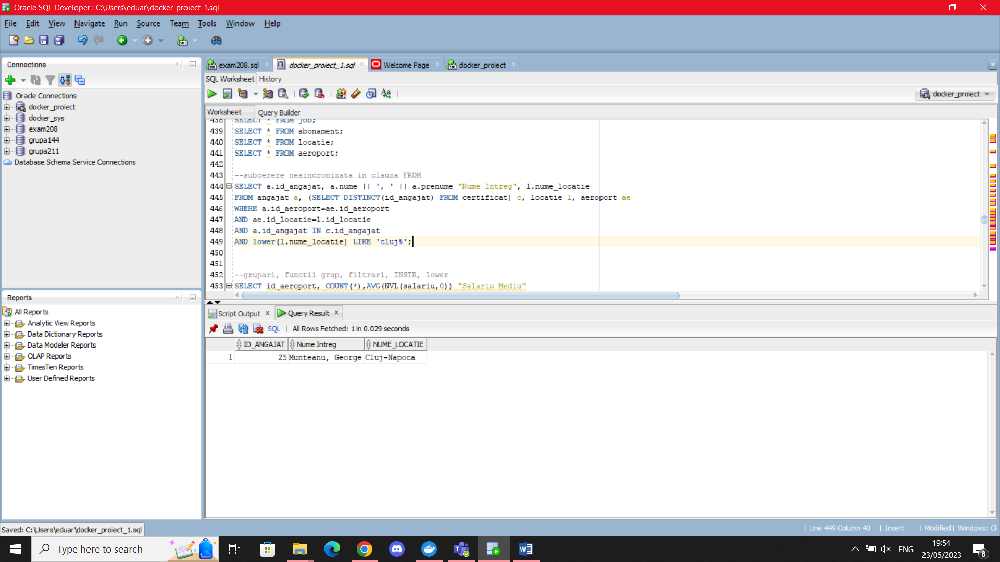 Oracle SQL Developer : C:\Users\eduar\docker_proiect_1.sql
File Edit View Navigate Run Source Team Tools Window Help
Connections
Oracle Connections
docker_proiect
docker_sys
exam208
grupa144
grupa211
Database Schema Service Connections
Reports
All Reports
Analytic View Reports
Data Dictionary Reports
Data Modeler Reports
OLAP Reports
TimesTen Reports
User Defined Reports
exam208.sql docker_proiect_1.sql Welcome Page docker_proiect
SQL Worksheet History
docker_proiect
Worksheet Query Builder
438 SELECT * FROM job;
439 SELECT * FROM abonament;
440 SELECT * FROM locatie;
441 SELECT * FROM aeroport;
442
443 --subcerere nesincronizata in clauza FROM
444 SELECT a.id_angajat, a.nume || ', ' || a.prenume "Nume Intreg", l.nume_locatie
445 FROM angajat a, (SELECT DISTINCT(id_angajat) FROM certificat) c, locatie l, aeroport ae
446 WHERE a.id_aeroport=ae.id_aeroport
447 AND ae.id_locatie=l.id_locatie
448 AND a.id_angajat IN c.id_angajat
449 AND lower(l.nume_locatie) LIKE 'cluj%';
450
451
452 --grupari, functii grup, filtrari, INSTR, lower
453 SELECT id_aeroport, COUNT(*),AVG(NVL(salariu,0)) "Salariu Mediu"
Script Output x Query Result x
SQL | All Rows Fetched: 1 in 0.029 seconds
ID_ANGAJAT Nume Intreg NUME_LOCATIE
1 25 Munteanu, George Cluj-Napoca
Saved: C:\Users\eduar\docker_proiect_1.sql
| Line 449 Column 40 | Insert | Modified | Windows: CF
Type here to search
ENG
19:54
23/05/2023
8